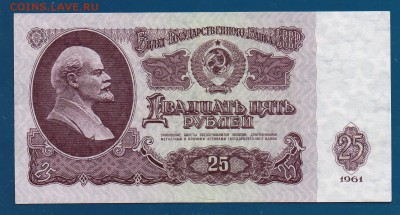 COINS.LAVE.RU
Билет Государственного Банка СССР
Двадцать пять
рублей
25
25
1961